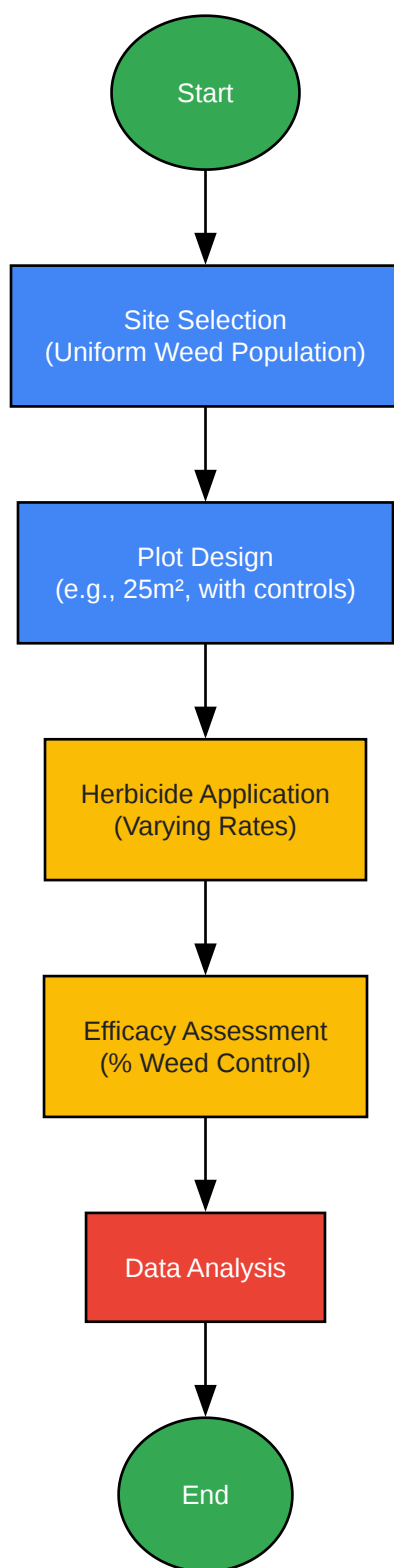 Start
Site Selection
(Uniform Weed Population)
Plot Design
(e.g., 25m², with controls)
Herbicide Application
(Varying Rates)
Efficacy Assessment
(% Weed Control)
Data Analysis
End